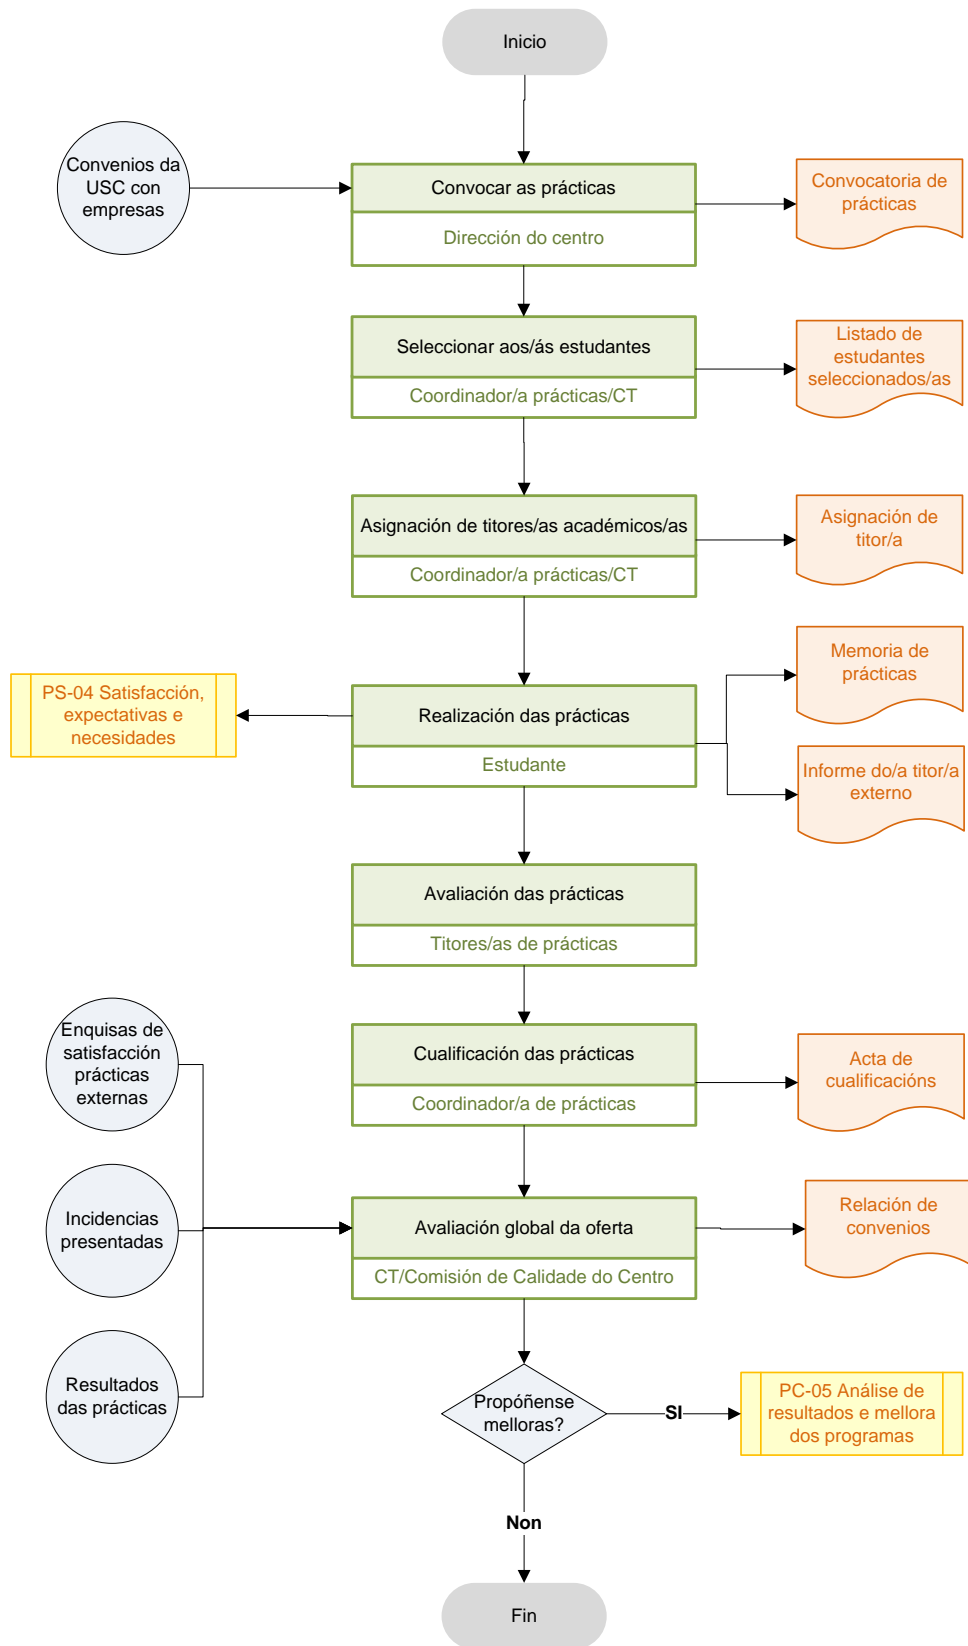 Inicio
Convenios da
USC con
empresas
Convocar as prácticas
Dirección do centro
Convocatoria de
prácticas
Seleccionar aos/ás estudantes
Coordinador/a prácticas/CT
Listado de
estudantes
seleccionados/as
Asignación de titores/as académicos/as
Coordinador/a prácticas/CT
Asignación de
titor/a
Memoria de
prácticas
PS-04 Satisfacción,
expectativas e
necesidades
Realización das prácticas
Estudante
Informe do/a titor/a
externo
Avaliación das prácticas
Titores/as de prácticas
Enquisas de
satisfacción
prácticas
externas
Cualificación das prácticas
Coordinador/a de prácticas
Acta de
cualificacións
Incidencias
presentadas
Avaliación global da oferta
CT/Comisión de Calidade do Centro
Relación de
convenios
Resultados
das prácticas
Propóñense
melloras?
SI
PC-05 Análise de
resultados e mellora
dos programas
Non
Fin